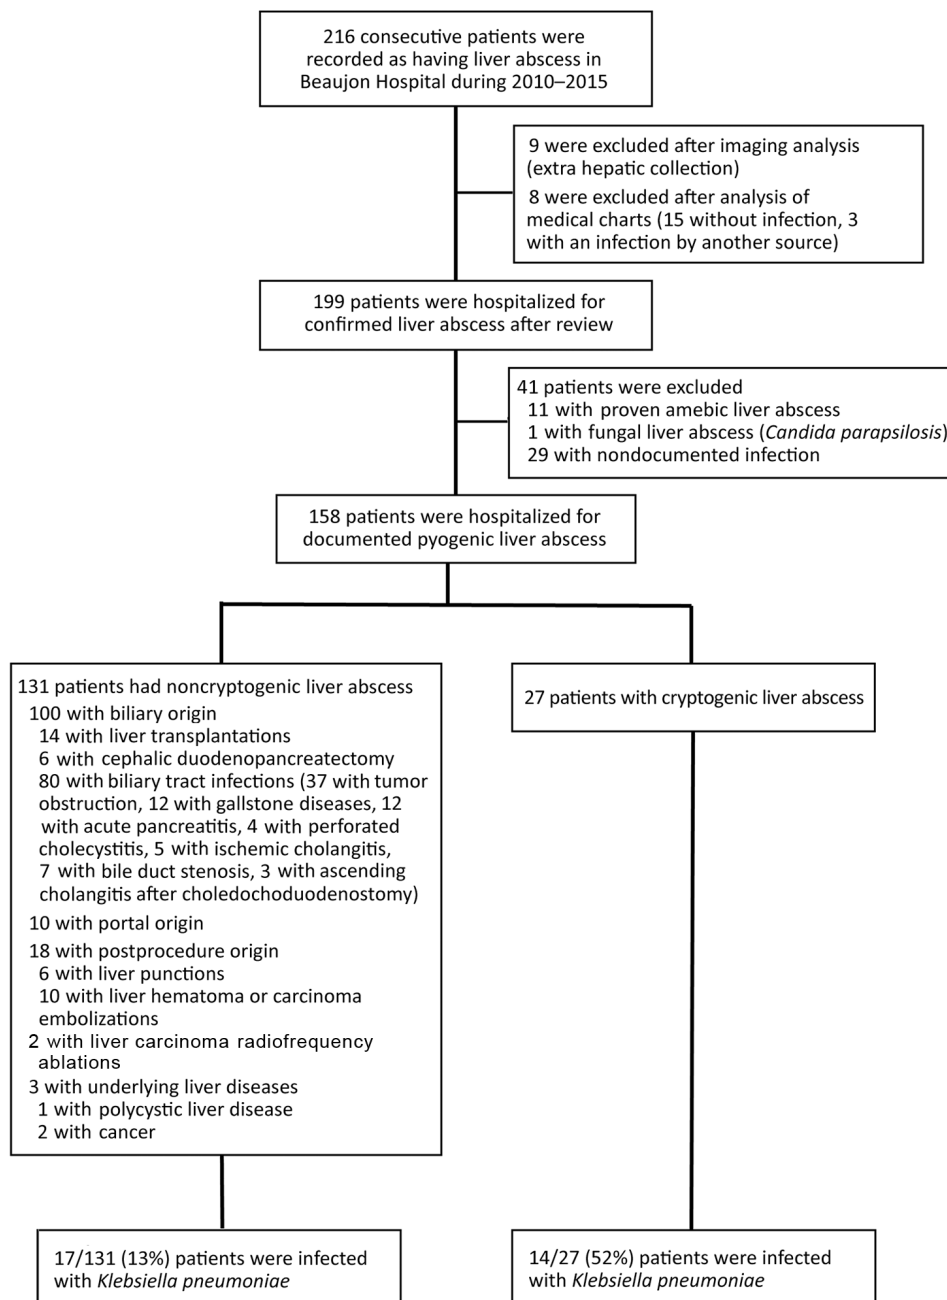 216 consecutive patients were
recorded as having liver abscess in
Beaujon Hospital during 2010–2015
9 were excluded after imaging analysis
(extra hepatic collection)
8 were excluded after analysis of
medical charts (15 without infection, 3
with an infection by another source)
199 patients were hospitalized for
confirmed liver abscess after review
41 patients were excluded
11 with proven amebic liver abscess
1 with fungal liver abscess (Candida parapsilosis)
29 with nondocumented infection
158 patients were hospitalized for
documented pyogenic liver abscess
131 patients had noncryptogenic liver abscess
100 with biliary origin
14 with liver transplantations
6 with cephalic duodenopancreatectomy
80 with biliary tract infections (37 with tumor
obstruction, 12 with gallstone diseases, 12
with acute pancreatitis, 4 with perforated
cholecystitis, 5 with ischemic cholangitis,
7 with bile duct stenosis, 3 with ascending
cholangitis after choledochoduodenostomy)
10 with portal origin
18 with postprocedure origin
6 with liver punctions
10 with liver hematoma or carcinoma
embolizations
2 with liver carcinoma radiofrequency
ablations
3 with underlying liver diseases
1 with polycystic liver disease
2 with cancer
27 patients with cryptogenic liver abscess
17/131 (13%) patients were infected
with Klebsiella pneumoniae
14/27 (52%) patients were infected
with Klebsiella pneumoniae